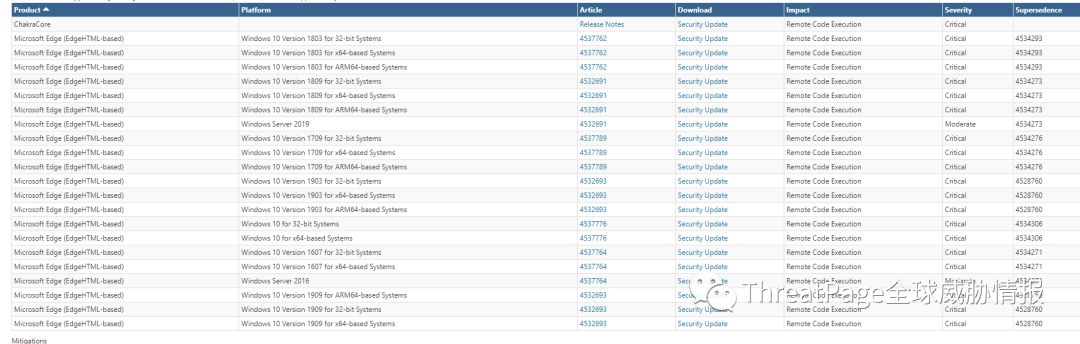 Product Platform Article Download Impact Severity Supersedence
ChakraCore Release Notes Security Update Remote Code Execution Critical
Microsoft Edge (EdgeHTML-based) Windows 10 Version 1803 for 32-bit Systems 4537762 Security Update Remote Code Execution Critical 4534293
Microsoft Edge (EdgeHTML-based) Windows 10 Version 1803 for x64-based Systems 4537762 Security Update Remote Code Execution Critical 4534293
Microsoft Edge (EdgeHTML-based) Windows 10 Version 1803 for ARM64-based Systems 4537762 Security Update Remote Code Execution Critical 4534293
Microsoft Edge (EdgeHTML-based) Windows 10 Version 1809 for 32-bit Systems 4532691 Security Update Remote Code Execution Critical 4534273
Microsoft Edge (EdgeHTML-based) Windows 10 Version 1809 for x64-based Systems 4532691 Security Update Remote Code Execution Critical 4534273
Microsoft Edge (EdgeHTML-based) Windows 10 Version 1809 for ARM64-based Systems 4532691 Security Update Remote Code Execution Critical 4534273
Microsoft Edge (EdgeHTML-based) Windows Server 2019 4532691 Security Update Remote Code Execution Moderate 4534273
Microsoft Edge (EdgeHTML-based) Windows 10 Version 1709 for 32-bit Systems 4537789 Security Update Remote Code Execution Critical 4534276
Microsoft Edge (EdgeHTML-based) Windows 10 Version 1709 for x64-based Systems 4537789 Security Update Remote Code Execution Critical 4534276
Microsoft Edge (EdgeHTML-based) Windows 10 Version 1709 for ARM64-based Systems 4537789 Security Update Remote Code Execution Critical 4534276
Microsoft Edge (EdgeHTML-based) Windows 10 Version 1903 for 32-bit Systems 4532693 Security Update Remote Code Execution Critical 4528760
Microsoft Edge (EdgeHTML-based) Windows 10 Version 1903 for x64-based Systems 4532693 Security Update Remote Code Execution Critical 4528760
Microsoft Edge (EdgeHTML-based) Windows 10 Version 1903 for ARM64-based Systems 4532693 Security Update Remote Code Execution Critical 4528760
Microsoft Edge (EdgeHTML-based) Windows 10 for 32-bit Systems 4537776 Security Update Remote Code Execution Critical 4534306
Microsoft Edge (EdgeHTML-based) Windows 10 for x64-based Systems 4537776 Security Update Remote Code Execution Critical 4534306
Microsoft Edge (EdgeHTML-based) Windows 10 Version 1607 for 32-bit Systems 4537764 Security Update Remote Code Execution Critical 4534271
Microsoft Edge (EdgeHTML-based) Windows 10 Version 1607 for x64-based Systems 4537764 Security Update Remote Code Execution Critical 4534271
Microsoft Edge (EdgeHTML-based) Windows Server 2016 4537764 Security Update Remote Code Execution
Microsoft Edge (EdgeHTML-based) Windows 10 Version 1909 for ARM64-based Systems 4532693 Security Update Remote Code Execution Critical
ThreatPage全球威胁情报
Microsoft Edge (EdgeHTML-based) Windows 10 Version 1909 for 32-bit Systems 4532693 Security Update Remote Code Execution Critical 4528760
Microsoft Edge (EdgeHTML-based) Windows 10 Version 1909 for x64-based Systems 4532693 Security Update Remote Code Execution Critical 4528760
Mitigations